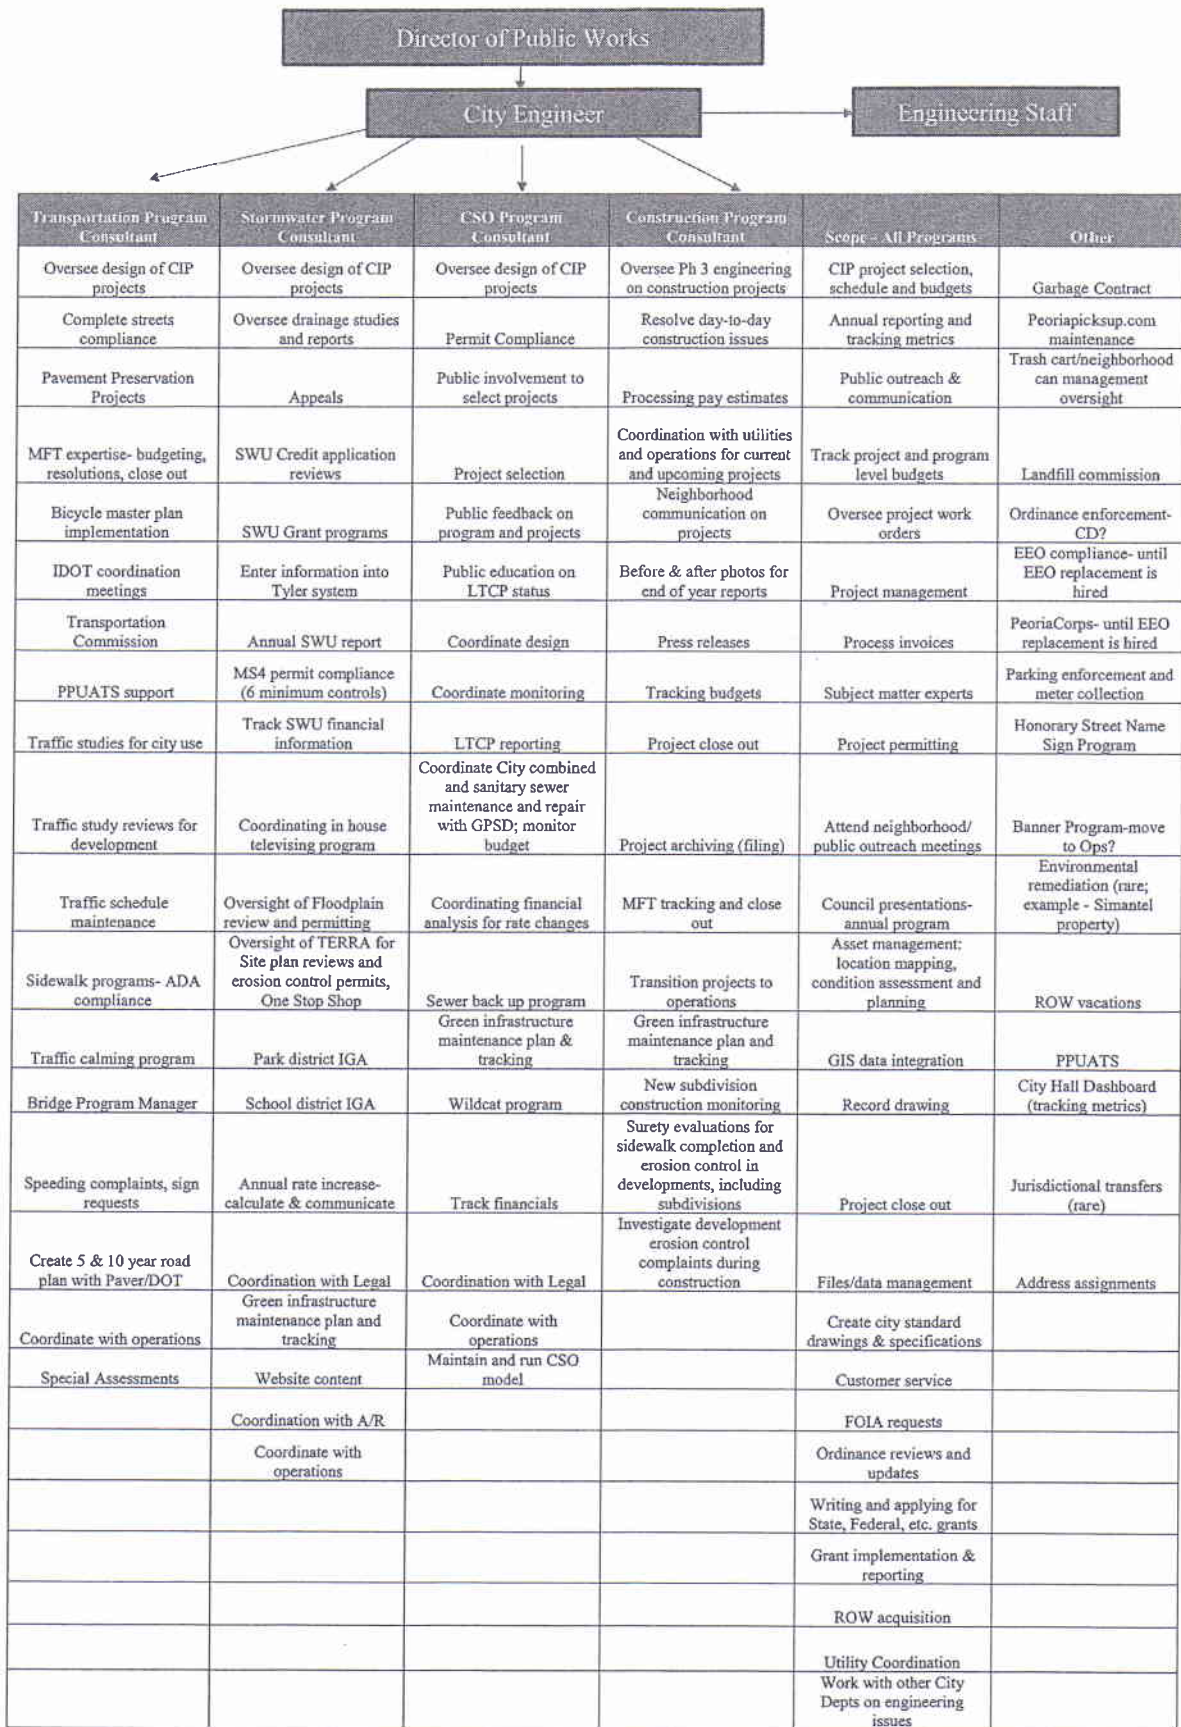 Director of Public Works
City Engineer
Engineering Staff
Transportation Program
Consultant
Stormwater Program
Consultant
CSO Program
Consultant
Construction Program
Consultant
Scope - All Programs
Other
Oversee design of CIP
projects
Oversee design of CIP
projects
Oversee design of CIP
projects
Oversee Ph 3 engineering
on construction projects
CIP project selection,
schedule and budgets
Garbage Contract
Complete streets
compliance
Oversee drainage studies
and reports
Permit Compliance
Resolve day-to-day
construction issues
Annual reporting and
tracking metrics
Peoriapicksup.com
maintenance
Pavement Preservation
Projects
Appeals
Public involvement to
select projects
Processing pay estimates
Public outreach &
communication
Trash cart/neighborhood
can management
oversight
MFT expertise- budgeting,
resolutions, close out
SWU Credit application
reviews
Project selection
Coordination with utilities
and operations for current
and upcoming projects
Track project and program
level budgets
Landfill commission
Bicycle master plan
implementation
SWU Grant programs
Public feedback on
program and projects
Neighborhood
communication on
projects
Oversee project work
orders
Ordinance enforcement-
CD?
IDOT coordination
meetings
Enter information into
Tyler system
Public education on
LTCP status
Before & after photos for
end of year reports
Project management
EEO compliance- until
EEO replacement is
hired
Transportation
Commission
Annual SWU report
Coordinate design
Press releases
Process invoices
PeoriaCorps- until EEO
replacement is hired
PPUATS support
MS4 permit compliance
(6 minimum controls)
Coordinate monitoring
Tracking budgets
Subject matter experts
Parking enforcement and
meter collection
Traffic studies for city use
Track SWU financial
information
LTCP reporting
Project close out
Project permitting
Honorary Street Name
Sign Program
Traffic study reviews for
development
Coordinating in house
televising program
Coordinate City combined
and sanitary sewer
maintenance and repair
with GPSD; monitor
budget
Project archiving (filing)
Attend neighborhood/
public outreach meetings
Banner Program-move
to Ops?
Traffic schedule
maintenance
Oversight of Floodplain
review and permitting
Coordinating financial
analysis for rate changes
MFT tracking and close
out
Council presentations-
annual program
Environmental
remediation (rare;
example - Simantel
property)
Sidewalk programs- ADA
compliance
Oversight of TERRA for
Site plan reviews and
erosion control permits,
One Stop Shop
Sewer back up program
Transition projects to
operations
Asset management:
location mapping,
condition assessment and
planning
ROW vacations
Traffic calming program
Park district IGA
Green infrastructure
maintenance plan &
tracking
Green infrastructure
maintenance plan and
tracking
GIS data integration
PPUATS
Bridge Program Manager
School district IGA
Wildcat program
New subdivision
construction monitoring
Record drawing
City Hall Dashboard
(tracking metrics)
Speeding complaints, sign
requests
Annual rate increase-
calculate & communicate
Track financials
Surety evaluations for
sidewalk completion and
erosion control in
developments, including
subdivisions
Project close out
Jurisdictional transfers
(rare)
Create 5 & 10 year road
plan with Paver/DOT
Coordination with Legal
Coordination with Legal
Investigate development
erosion control
complaints during
construction
Files/data management
Address assignments
Coordinate with operations
Green infrastructure
maintenance plan and
tracking
Coordinate with
operations
Create city standard
drawings & specifications
Special Assessments
Website content
Maintain and run CSO
model
Customer service
Coordination with A/R
FOIA requests
Coordinate with
operations
Ordinance reviews and
updates
Writing and applying for
State, Federal, etc. grants
Grant implementation &
reporting
ROW acquisition
Utility Coordination
Work with other City
Depts on engineering
issues